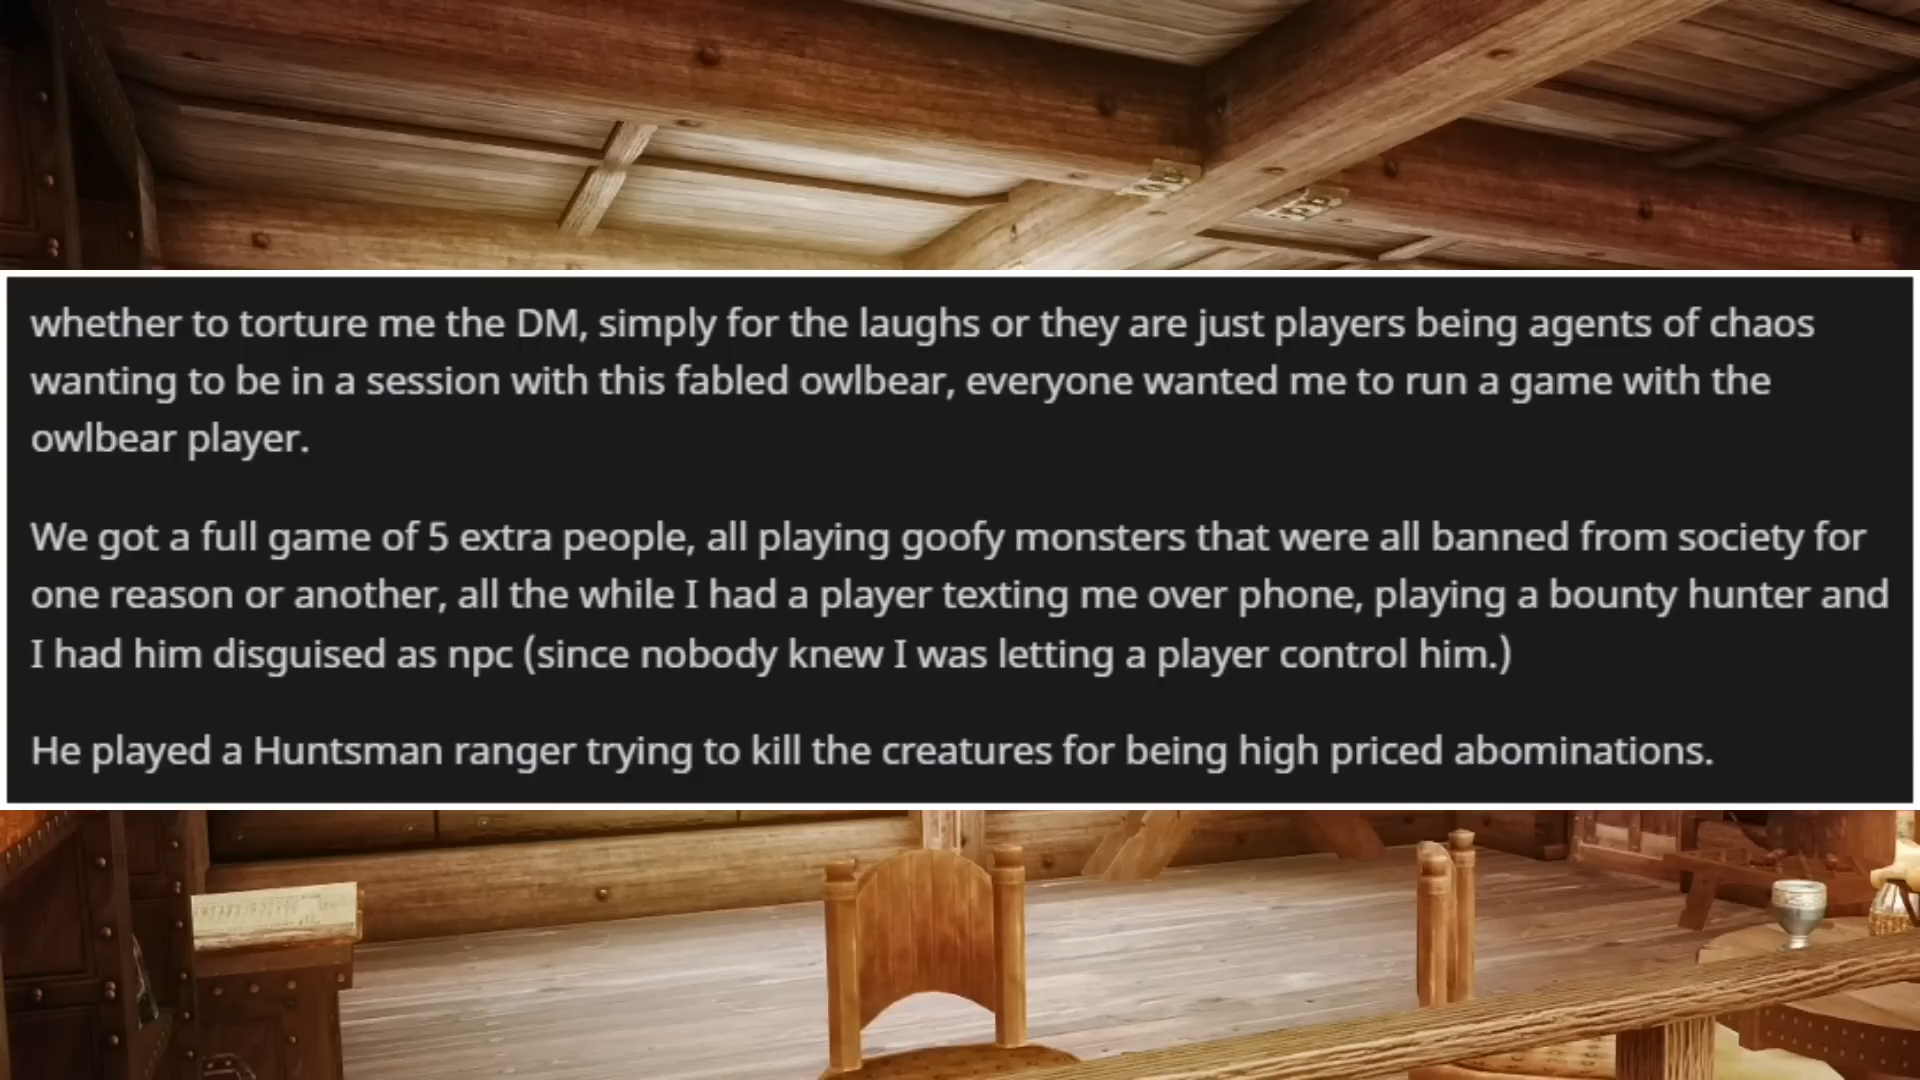 whether to torture me the DM, simply for the laughs or they are just players being agents of chaos
wanting to be in a session with this fabled owlbear, everyone wanted me to run a game with the
owlbear player.
We got a full game of 5 extra people, all playing goofy monsters that were all banned from society for
one reason or another, all the while I had a player texting me over phone, playing a bounty hunter and
I had him disguised as npc (since nobody knew I was letting a player control him.)
He played a Huntsman ranger trying to kill the creatures for being high priced abominations.